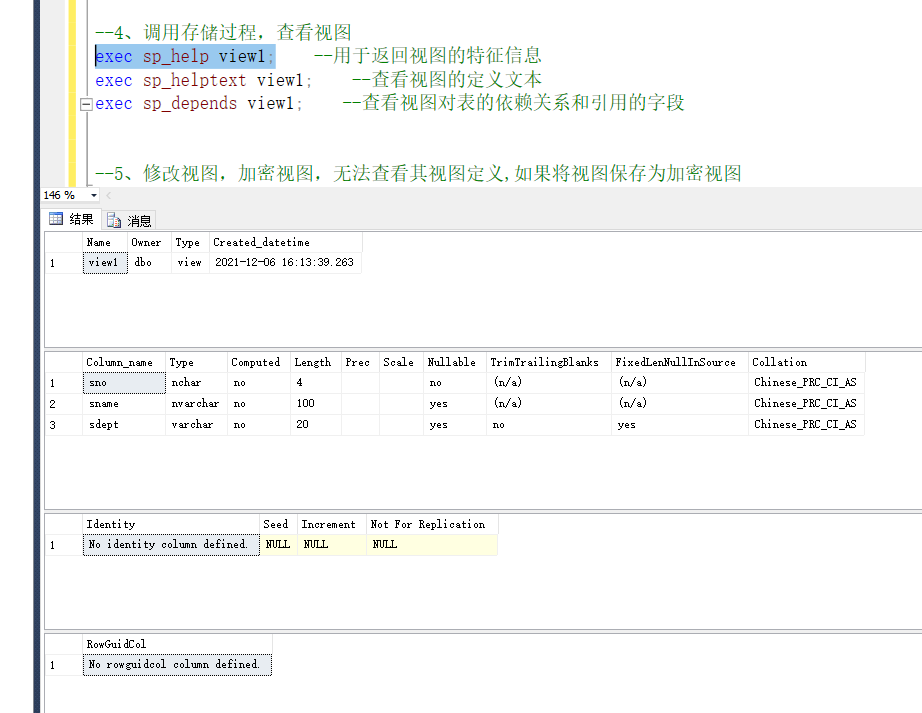 --4、调用存储过程，查看视图
exec sp_help view1; --用于返回视图的特征信息
exec sp_helptext view1; --查看视图的定义文本
exec sp_depends view1; --查看视图对表的依赖关系和引用的字段
--5、修改视图，加密视图，无法查看其视图定义,如果将视图保存为加密视图
146 %
结果 消息
Name Owner Type Created_datetime
1 view1 dbo view 2021-12-06 16:13:39.263
Column_name Type Computed Length Prec Scale Nullable TrimTrailingBlanks FixedLenNullInSource Collation
1 sno nchar no 4 no (n/a) (n/a) Chinese_PRC_CI_AS
2 sname nvarchar no 100 yes (n/a) (n/a) Chinese_PRC_CI_AS
3 sdept varchar no 20 yes no yes Chinese_PRC_CI_AS
Identity Seed Increment Not For Replication
1 No identity column defined. NULL NULL NULL
RowGuidCol
1 No rowguidcol column defined.